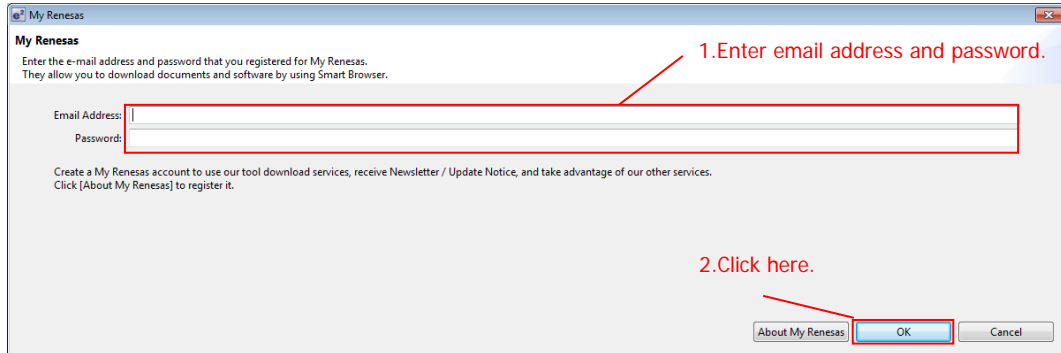 e² My Renesas
My Renesas
1.Enter email address and password.
Enter the e-mail address and password that you registered for My Renesas.
They allow you to download documents and software by using Smart Browser.
Email Address:
Password:
Create a My Renesas account to use our tool download services, receive Newsletter / Update Notice, and take advantage of our other services.
Click [About My Renesas] to register it.
2.Click here.
About My Renesas OK Cancel